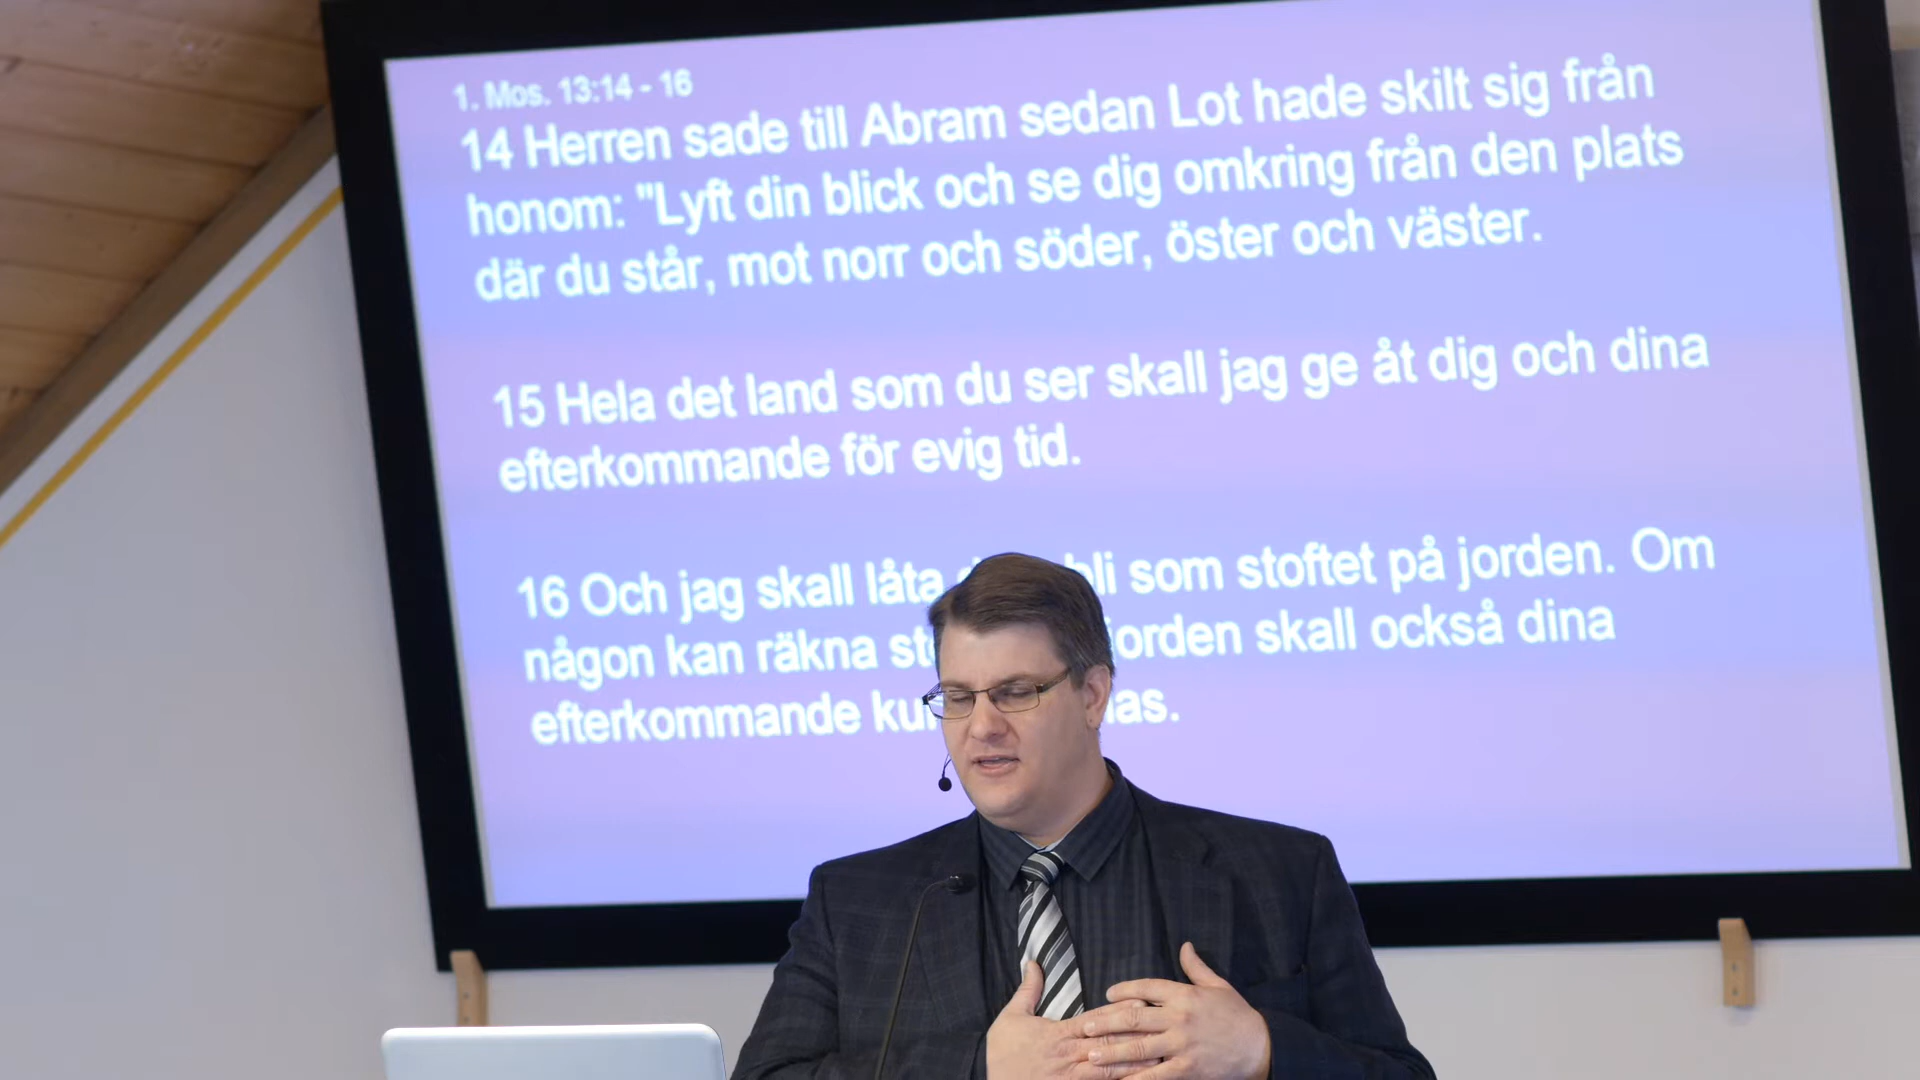 1. Mos. 13:14 - 16
14 Herren sade till Abram sedan Lot hade skilt sig från
honom: "Lyft din blick och se dig omkring från den plats
där du står, mot norr och söder, öster och väster.
15 Hela det land som du ser skall jag ge åt dig och dina
efterkommande för evig tid.
16 Och jag skall låta bli som stoftet på jorden. Om
någon kan räkna jorden skall också dina
efterkommande